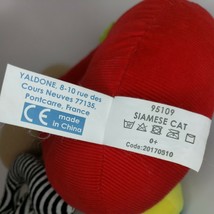 YALDONE. 8-10 rue des
Cours Neuves 77135,
Pontcarre, France
CE
made
in China
95109
SIAMESE CAT
0+
Code:20170510